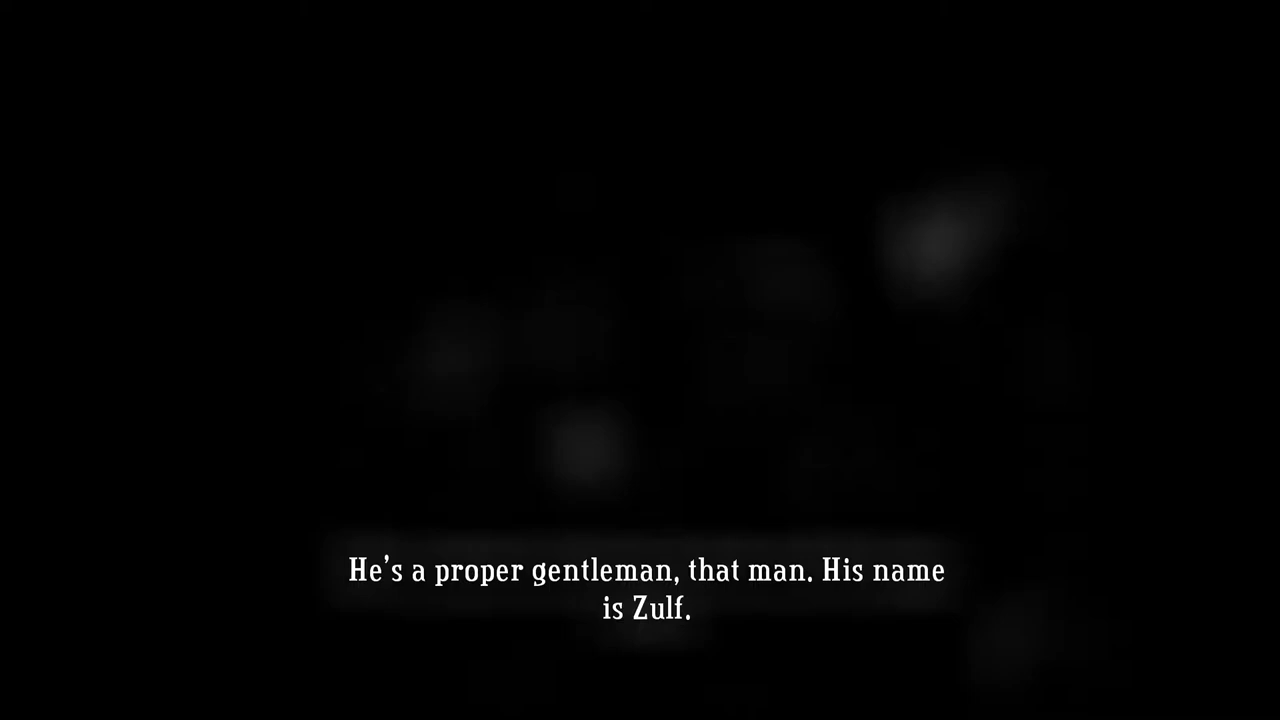 He's a proper gentleman, that man. His name
is Zulf.